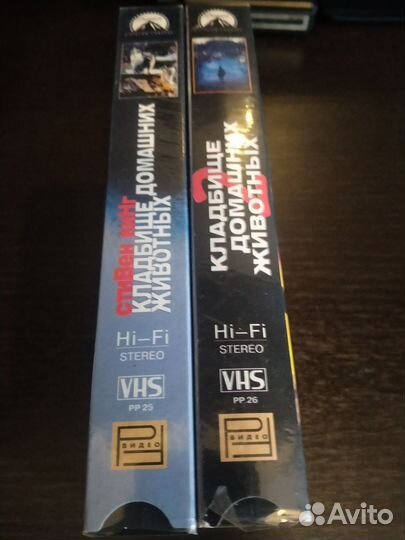 стиВен кинг
КЛАДБИЩЕ ДОМАШНИХ
ЖИВОТНЫХ
Hi-Fi
STEREO
VHS
PP 25
ВИДЕО
2
КЛАДБИЩЕ
ДОМАШНИХ
ЖИВОТНЫХ
Hi-Fi
STEREO
VHS
PP 26
ВИДЕО
Avito